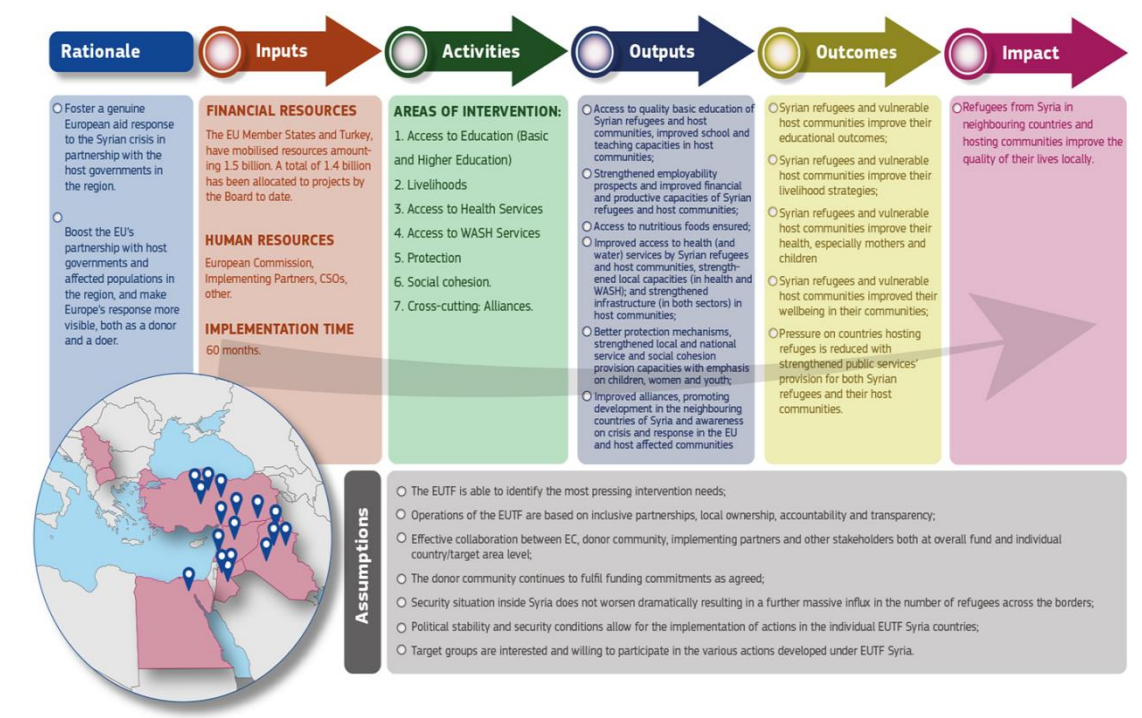 Rationale
Inputs
Activities
Outputs
Outcomes
Impact
Foster a genuine
European aid response
to the Syrian crisis in
partnership with the
host governments in
the region.
Boost the EU's
partnership with host
governments and
affected populations in
the region, and make
Europe's response more
visible, both as a donor
and a doer.
FINANCIAL RESOURCES
The EU Member States and Turkey,
have mobilised resources amount-
ing 1.5 billion. A total of 1.4 billion
has been allocated to projects by
the Board to date.
HUMAN RESOURCES
European Commission,
Implementing Partners, CSOs,
other.
IMPLEMENTATION TIME
60 months.
AREAS OF INTERVENTION:
1. Access to Education (Basic
and Higher Education)
2. Livelihoods
3. Access to Health Services
4. Access to WASH Services
5. Protection
6. Social cohesion.
7. Cross-cutting: Alliances.
Access to quality basic education of
Syrian refugees and host
communities, improved school and
teaching capacities in host
communities;
Strengthened employability
prospects and improved financial
and productive capacities of Syrian
refugees and host communities;
Access to nutritious foods ensured;
Improved access to health (and
water) services by Syrian refugees
and host communities, strength-
ened local capacities (in health and
WASH); and strengthened
infrastructure (in both sectors) in
host communities;
Better protection mechanisms,
strengthened local and national
service and social cohesion
provision capacities with emphasis
on children, women and youth;
Improved alliances, promoting
development in the neighbouring
countries of Syria and awareness
on crisis and response in the EU
and host affected communities
Syrian refugees and vulnerable
host communities improve their
educational outcomes;
Syrian refugees and vulnerable
host communities improve their
livelihood strategies;
Syrian refugees and vulnerable
host communities improve their
health, especially mothers and
children
Syrian refugees and vulnerable
host communities improved their
wellbeing in their communities;
Pressure on countries hosting
refuges is reduced with
strengthened public services'
provision for both Syrian
refugees and their host
communities.
Refugees from Syria in
neighbouring countries and
hosting communities improve the
quality of their lives locally.
Assumptions
The EUTF is able to identify the most pressing intervention needs;
Operations of the EUTF are based on inclusive partnerships, local ownership, accountability and transparency;
Effective collaboration between EC, donor community, implementing partners and other stakeholders both at overall fund and individual
country/target area level;
The donor community continues to fulfil funding commitments as agreed;
Security situation inside Syria does not worsen dramatically resulting in a further massive influx in the number of refugees across the borders;
Political stability and security conditions allow for the implementation of actions in the individual EUTF Syria countries;
Target groups are interested and willing to participate in the various actions developed under EUTF Syria.